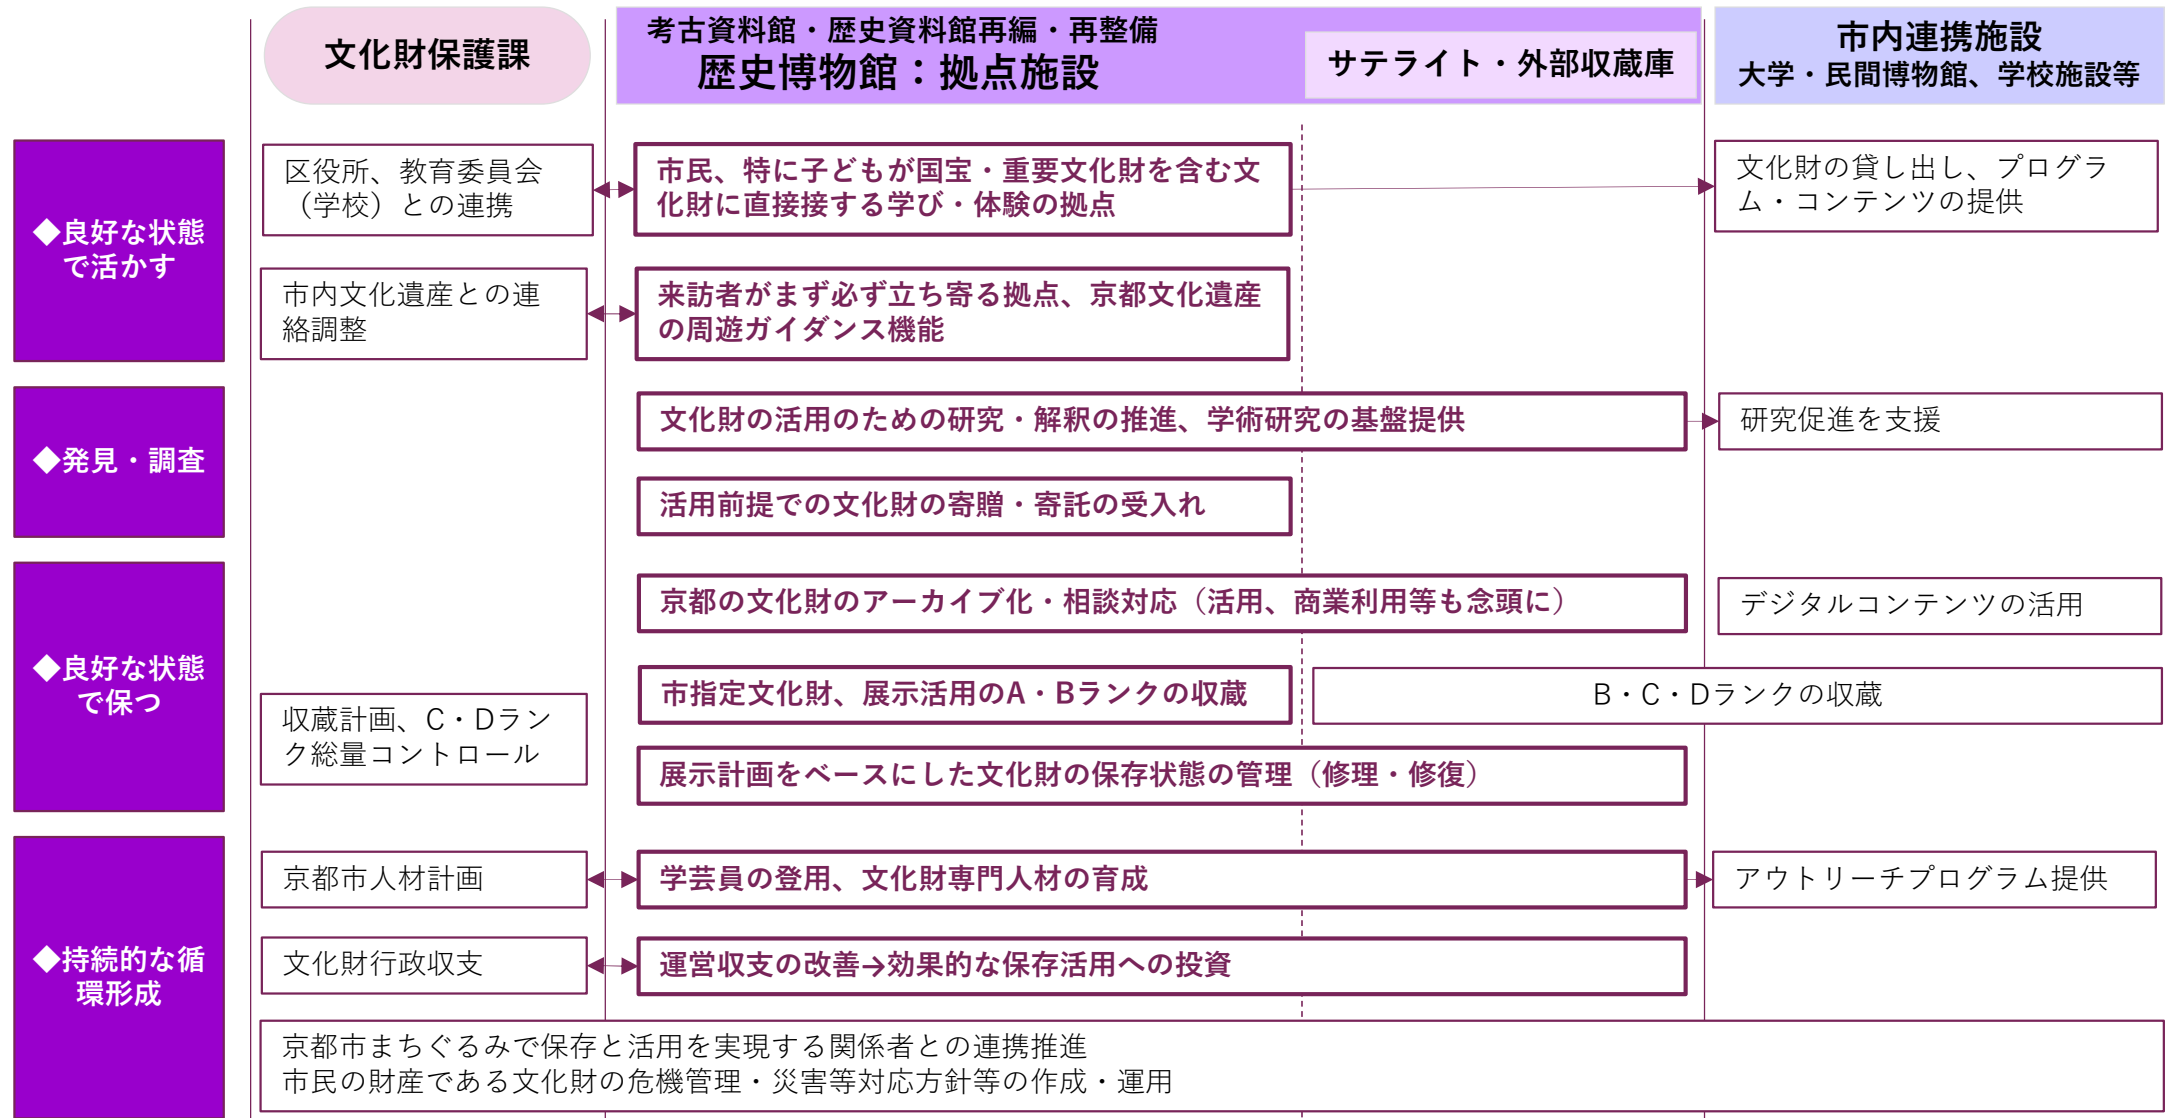 文化財保護課
考古資料館・歴史資料館再編・再整備
歴史博物館：拠点施設
サテライト・外部収蔵庫
市内連携施設
大学・民間博物館、学校施設等
◆良好な状態
で活かす
区役所、教育委員会
（学校）との連携
市民、特に子どもが国宝・重要文化財を含む文
化財に直接接する学び・体験の拠点
文化財の貸し出し、プログラ
ム・コンテンツの提供
市内文化遺産との連
絡調整
来訪者がまず必ず立ち寄る拠点、京都文化遺産
の周遊ガイダンス機能
◆発見・調査
文化財の活用のための研究・解釈の推進、学術研究の基盤提供
研究促進を支援
活用前提での文化財の寄贈・寄託の受入れ
◆良好な状態
で保つ
京都の文化財のアーカイブ化・相談対応（活用、商業利用等も念頭に）
デジタルコンテンツの活用
市指定文化財、展示活用のA・Bランクの収蔵
B・C・Dランクの収蔵
収蔵計画、C・Dラン
ク総量コントロール
展示計画をベースにした文化財の保存状態の管理（修理・修復）
◆持続的な循
環形成
京都市人材計画
学芸員の登用、文化財専門人材の育成
アウトリーチプログラム提供
文化財行政収支
運営収支の改善→効果的な保存活用への投資
京都市まちぐるみで保存と活用を実現する関係者との連携推進
市民の財産である文化財の危機管理・災害等対応方針等の作成・運用